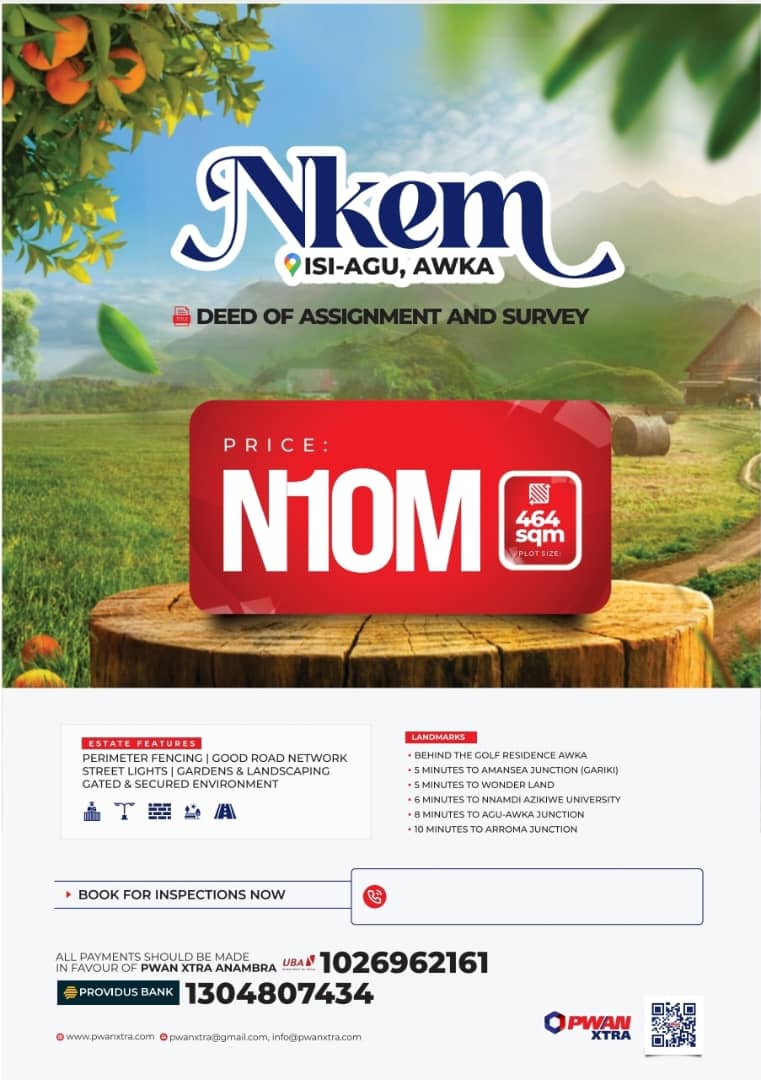 Nkem
ISI-AGU, AWKA
DEED OF ASSIGNMENT AND SURVEY
PRICE:
N10M
464
sqm
PLOT SIZE:
ESTATE FEATURES
PERIMETER FENCING | GOOD ROAD NETWORK
STREET LIGHTS | GARDENS & LANDSCAPING
GATED & SECURED ENVIRONMENT
LANDMARKS
• BEHIND THE GOLF RESIDENCE AWKA
• 5 MINUTES TO AMANSEA JUNCTION (GARIKI)
• 5 MINUTES TO WONDER LAND
• 6 MINUTES TO NNAMDI AZIKIWE UNIVERSITY
• 8 MINUTES TO AGU-AWKA JUNCTION
• 10 MINUTES TO ARROMA JUNCTION
BOOK FOR INSPECTIONS NOW
ALL PAYMENTS SHOULD BE MADE
IN FAVOUR OF PWAN XTRA ANAMBRA
UBA 1026962161
PROVIDUS BANK 1304807434
www.pwanxtra.com pwanxtra@gmail.com, info@pwanxtra.com
PWAN
XTRA